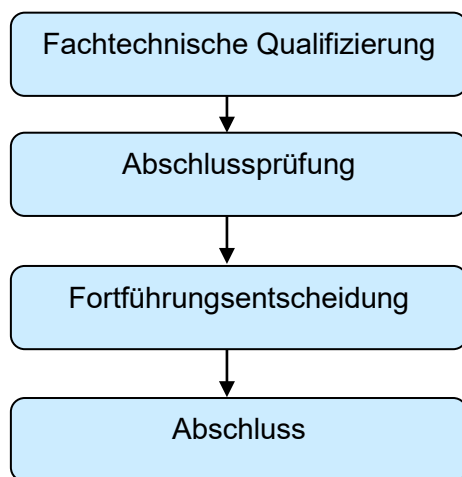 Fachtechnische Qualifizierung
Abschlussprüfung
Fortführungsentscheidung
Abschluss